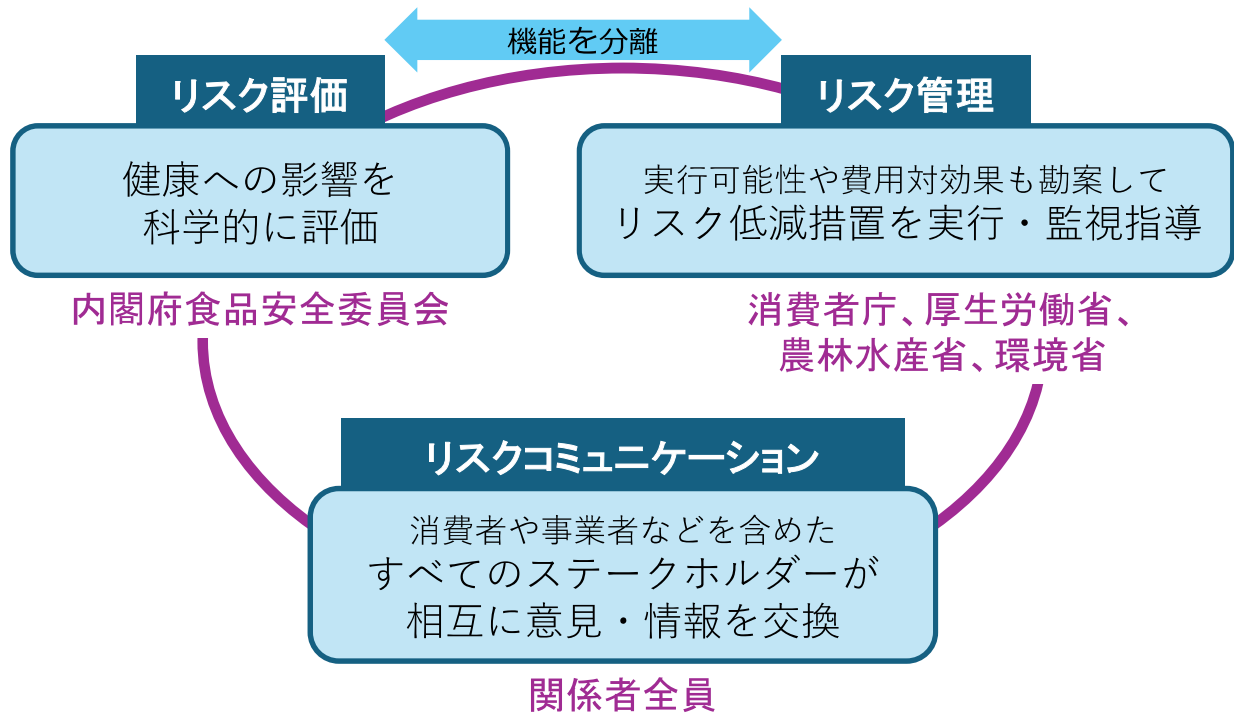 機能を分離
リスク評価
健康への影響を
科学的に評価
内閣府食品安全委員会
リスク管理
実行可能性や費用対効果も勘案して
リスク低減措置を実行・監視指導
消費者庁、厚生労働省、
農林水産省、環境省
リスクコミュニケーション
消費者や事業者などを含めた
すべてのステークホルダーが
相互に意見・情報を交換
関係者全員